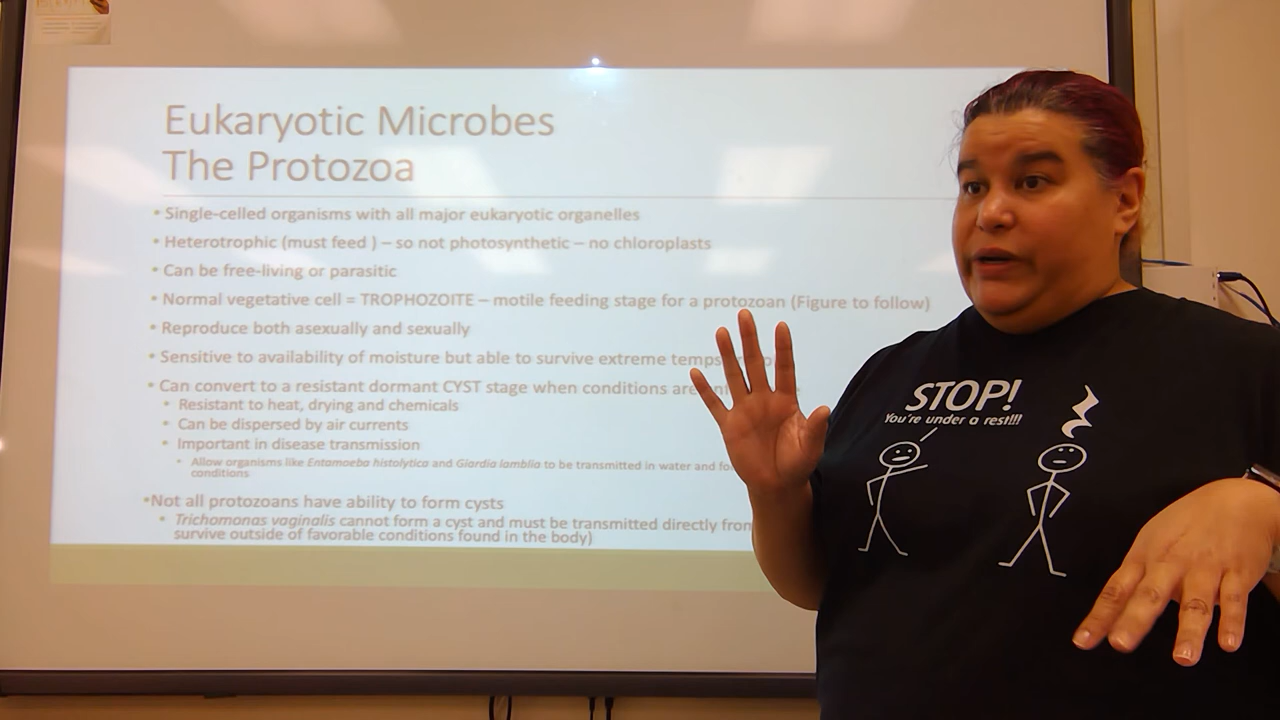 Eukaryotic Microbes
The Protozoa
• Single-celled organisms with all major eukaryotic organelles
• Heterotrophic (must feed ) – so not photosynthetic – no chloroplasts
• Can be free-living or parasitic
• Normal vegetative cell = TROPHOZOITE – motile feeding stage for a protozoan (Figure to follow)
• Reproduce both asexually and sexually
• Sensitive to availability of moisture but able to survive extreme temps
• Can convert to a resistant dormant CYST stage when conditions are
• Resistant to heat, drying and chemicals
• Can be dispersed by air currents
• Important in disease transmission
• Allow organisms like Entamoeba histolytica and Giardia lamblia to be transmitted in water and
conditions
•Not all protozoans have ability to form cysts
• Trichomonas vaginalis cannot form a cyst and must be transmitted directly
survive outside of favorable conditions found in the body)
STOP!
You're under a rest!!!